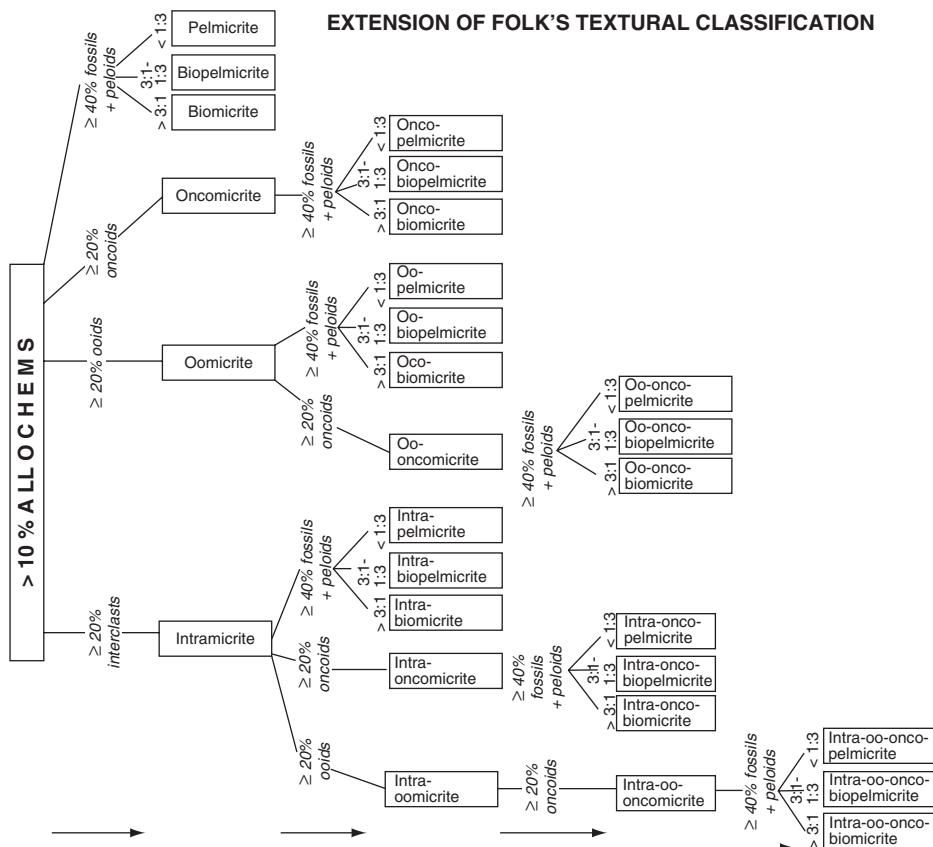 EXTENSION OF FOLK'S TEXTURAL CLASSIFICATION
> 10 % ALLOCHEMS
≥ 40% fossils
+ peloids
< 1:3
Pelmicrite
3:1-
1:3
Biopelmicrite
> 3:1
Biomicrite
≥ 20%
oncoids
Oncomicrite
≥ 40% fossils
+ peloids
< 1:3
Onco-
pelmicrite
3:1-
1:3
Onco-
biopelmicrite
> 3:1
Onco-
biomicrite
≥ 20% ooids
Oomicrite
≥ 40% fossils
+ peloids
< 1:3
Oo-
pelmicrite
3:1-
1:3
Oo-
biopelmicrite
> 3:1
Oco-
biomicrite
≥ 20%
oncoids
Oo-
oncomicrite
≥ 40% fossils
+ peloids
< 1:3
Oo-onco-
pelmicrite
3:1-
1:3
Oo-onco-
biopelmicrite
> 3:1
Oo-onco-
biomicrite
≥ 20%
interclasts
Intramicrite
≥ 40% fossils
+ peloids
< 1:3
Intra-
pelmicrite
3:1-
1:3
Intra-
biopelmicrite
> 3:1
Intra-
biomicrite
≥ 20%
oncoids
Intra-
oncomicrite
≥ 40%
fossils
+ peloids
< 1:3
Intra-onco-
pelmicrite
3:1-
1:3
Intra-onco-
biopelmicrite
> 3:1
Intra-onco-
biomicrite
≥ 20%
ooids
Intra-
oomicrite
≥ 20%
oncoids
Intra-oo-
oncomicrite
≥ 40% fossils
+ peloids
< 1:3
Intra-oo-onco-
pelmicrite
3:1-
1:3
Intra-oo-onco-
biopelmicrite
> 3:1
Intra-oo-onco-
biomicrite